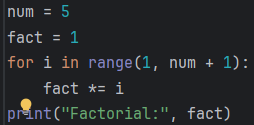 num = 5
fact = 1
for i in range(1, num + 1):
    fact *= i
print("Factorial:", fact)